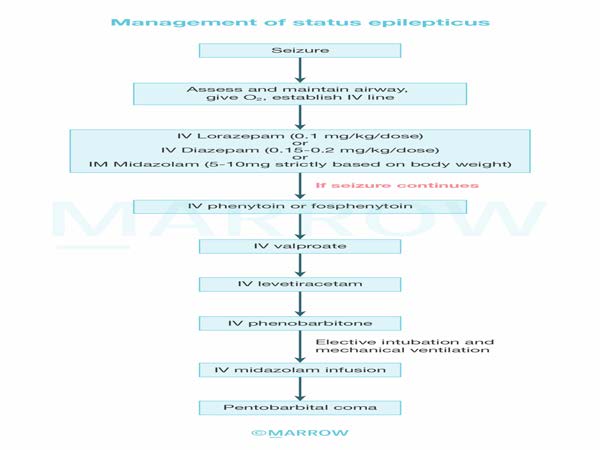 Management of status epilepticus
Seizure
Assess and maintain airway,
give O₂, establish IV line
IV Lorazepam (0.1 mg/kg/dose)
or
IV Diazepam (0.15-0.2 mg/kg/dose)
or
IM Midazolam (5-10mg strictly based on body weight)
If seizure continues
IV phenytoin or fosphenytoin
MARROW
IV valproate
IV levetiracetam
IV phenobarbitone
Elective intubation and
mechanical ventilation
IV midazolam infusion
Pentobarbital coma
©MARROW